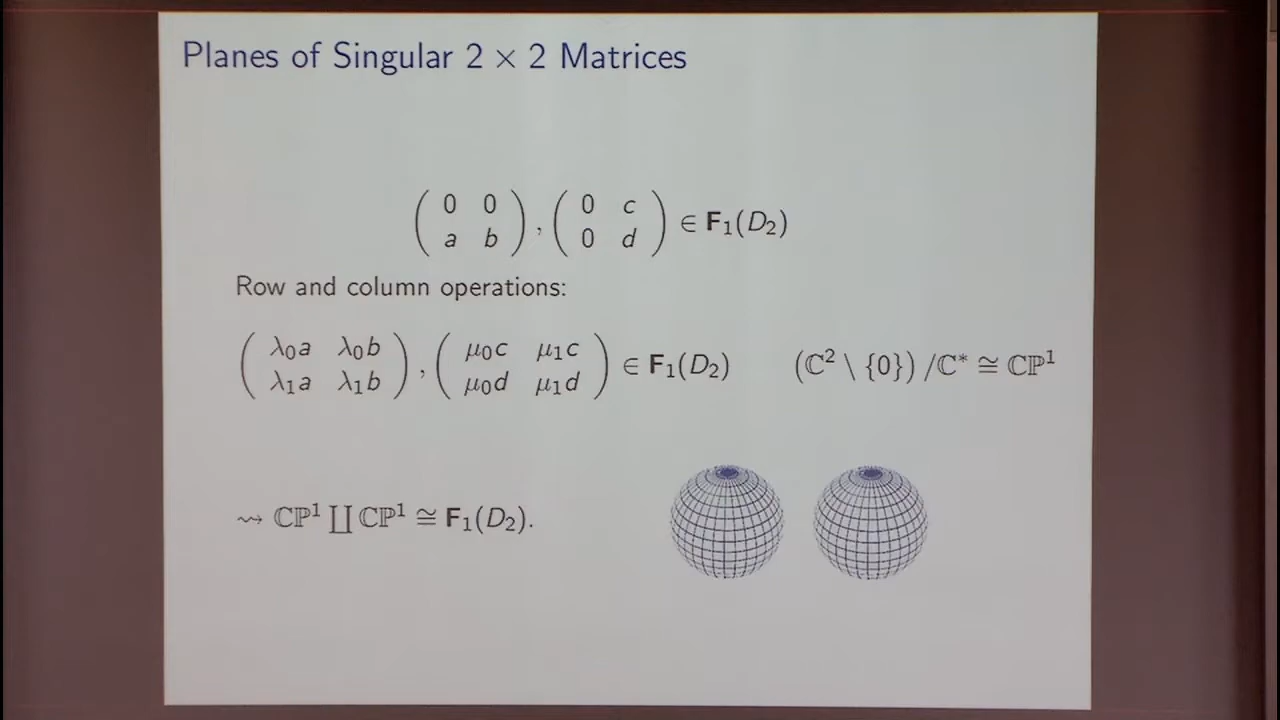 Planes of Singular 2 × 2 Matrices
( 0 0 ; a b ) , ( 0 c ; 0 d ) ∈ F₁(D₂)
Row and column operations:
( λ₀a λ₀b ; λ₁a λ₁b ) , ( μ₀c μ₁c ; μ₀d μ₁d ) ∈ F₁(D₂) (ℂ² \ {0}) /ℂ* ≅ ℂℙ¹
⇝ ℂℙ¹ ∐ ℂℙ¹ ≅ F₁(D₂).